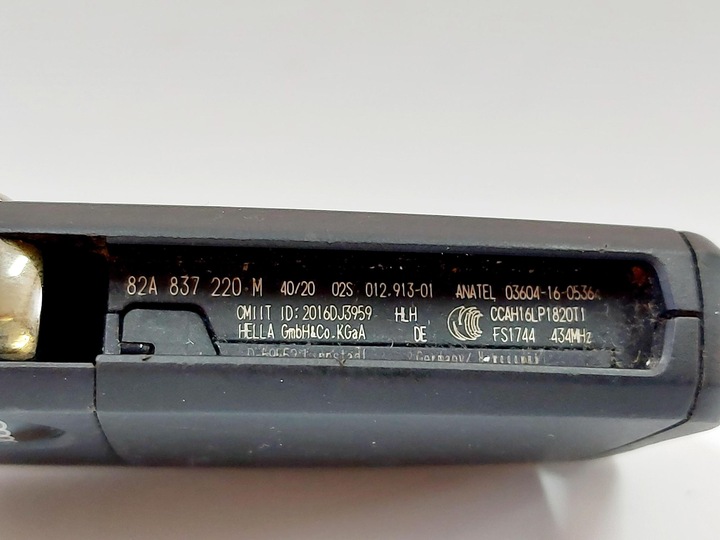 82A 837 220 M 40/20 02S 012.913-01 ANATEL 03604-16-05364
CMIIT ID: 2016DJ3959 HLH CCAH16LP1820T1
HELLA GmbH&Co.KGaA DE FS1744 434MHz
Germany/